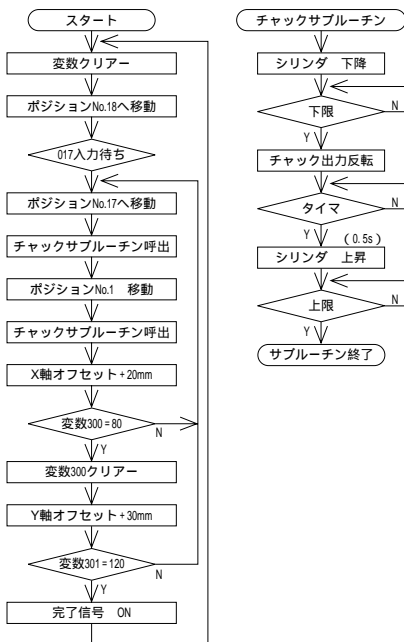 スタート
変数クリアー
ポジションNo.18へ移動
017入力待ち
ポジションNo.17へ移動
チャックサブルーチン呼出
ポジションNo.1　移動
チャックサブルーチン呼出
X軸オフセット+20mm
変数300=80
N
Y
変数300クリアー
Y軸オフセット+30mm
変数301=120
N
Y
完了信号　ON
チャックサブルーチン
シリンダ　下降
下限
N
Y
チャック出力反転
タイマ
N
Y
(0.5s)
シリンダ　上昇
上限
N
Y
サブルーチン終了